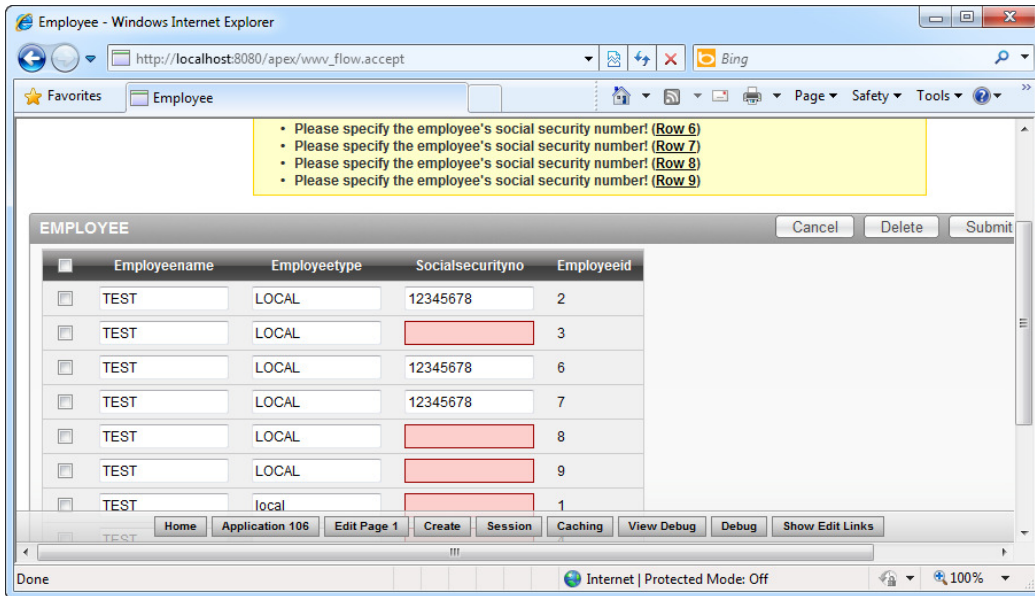 Employee - Windows Internet Explorer
http://localhost:8080/apex/wwv_flow.accept
Bing
Favorites Employee Page Safety Tools
• Please specify the employee's social security number! (Row 6)
• Please specify the employee's social security number! (Row 7)
• Please specify the employee's social security number! (Row 8)
• Please specify the employee's social security number! (Row 9)
EMPLOYEE Cancel Delete Submit
Employeename Employeetype Socialsecurityno Employeeid
TEST LOCAL 12345678 2
TEST LOCAL 3
TEST LOCAL 12345678 6
TEST LOCAL 12345678 7
TEST LOCAL 8
TEST LOCAL 9
TEST local 1
TEST
Home Application 106 Edit Page 1 Create Session Caching View Debug Debug Show Edit Links
Done Internet | Protected Mode: Off 100%